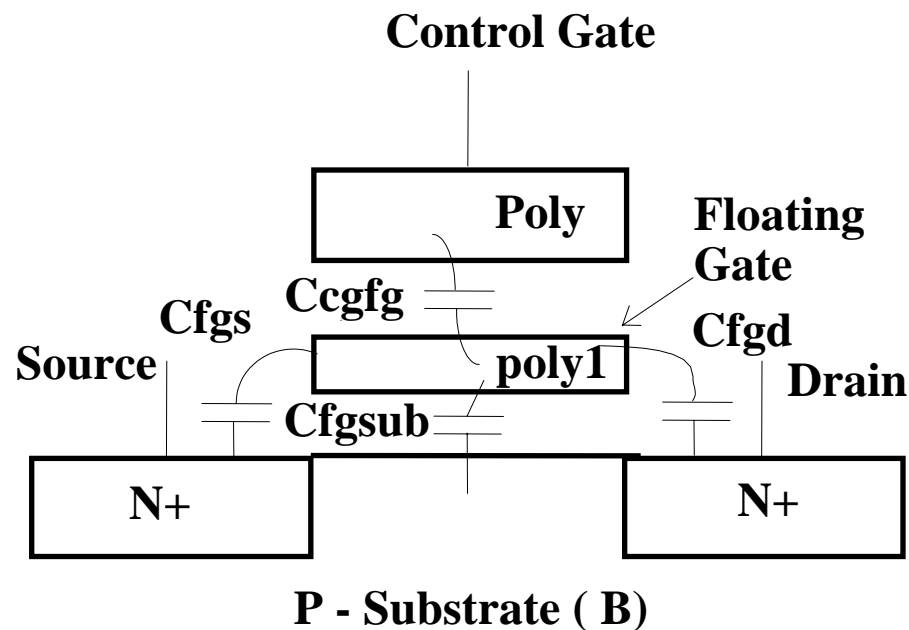 Control Gate
Poly
Floating
Gate
Ccgfg
Cfgs
Cfgd
Source
poly1
Drain
Cfgsub
N+
N+
P - Substrate ( B)